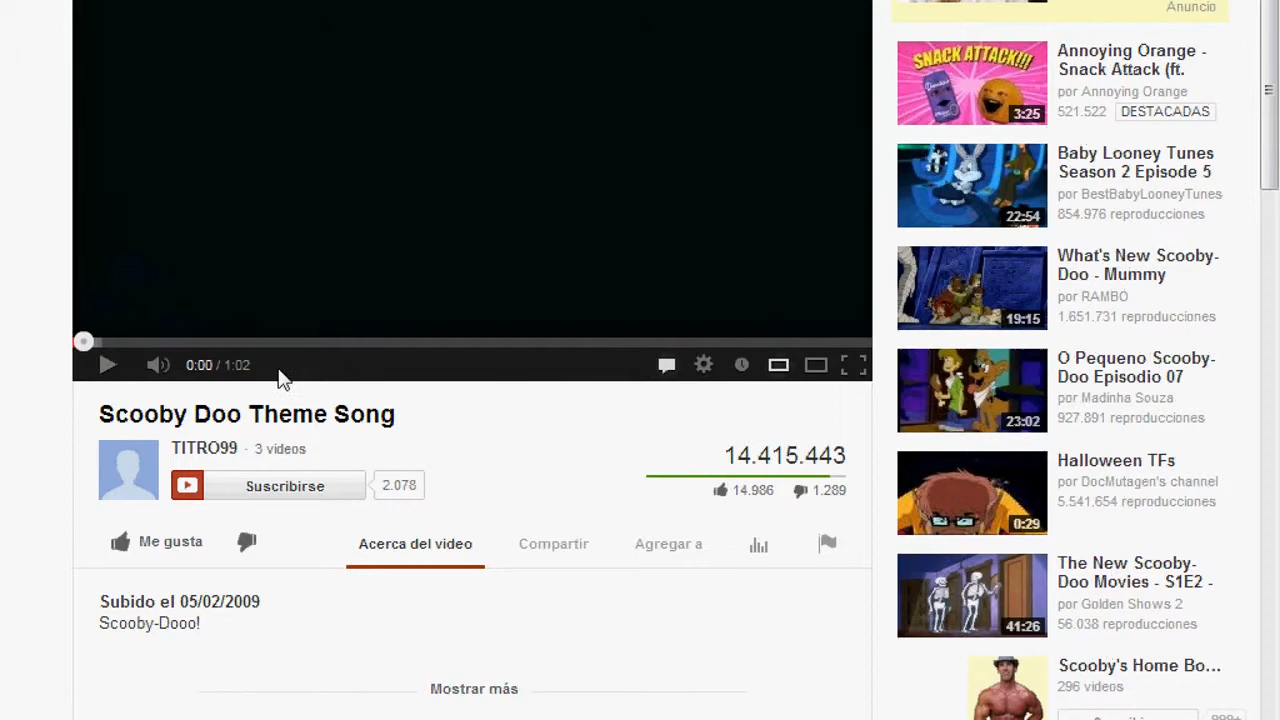 Anuncio
0:00 / 1:02
Scooby Doo Theme Song
TITRO99 · 3 videos
Suscribirse
2.078
14.415.443
14.986
1.289
Me gusta
Acerca del video
Compartir
Agregar a
Subido el 05/02/2009
Scooby-Dooo!
Mostrar más
SNACK ATTACK!!!
3:25
Annoying Orange -
Snack Attack (ft.
por Annoying Orange
521.522 DESTACADAS
22:54
Baby Looney Tunes
Season 2 Episode 5
por BestBabyLooneyTunes
854.976 reproducciones
19:15
What's New Scooby-
Doo - Mummy
por RAMBO
1.651.731 reproducciones
23:02
O Pequeno Scooby-
Doo Episodio 07
por Madinha Souza
927.891 reproducciones
0:29
Halloween TFs
por DocMutagen's channel
5.541.654 reproducciones
41:26
The New Scooby-
Doo Movies - S1E2 -
por Golden Shows 2
56.038 reproducciones
Scooby's Home Bo...
296 videos